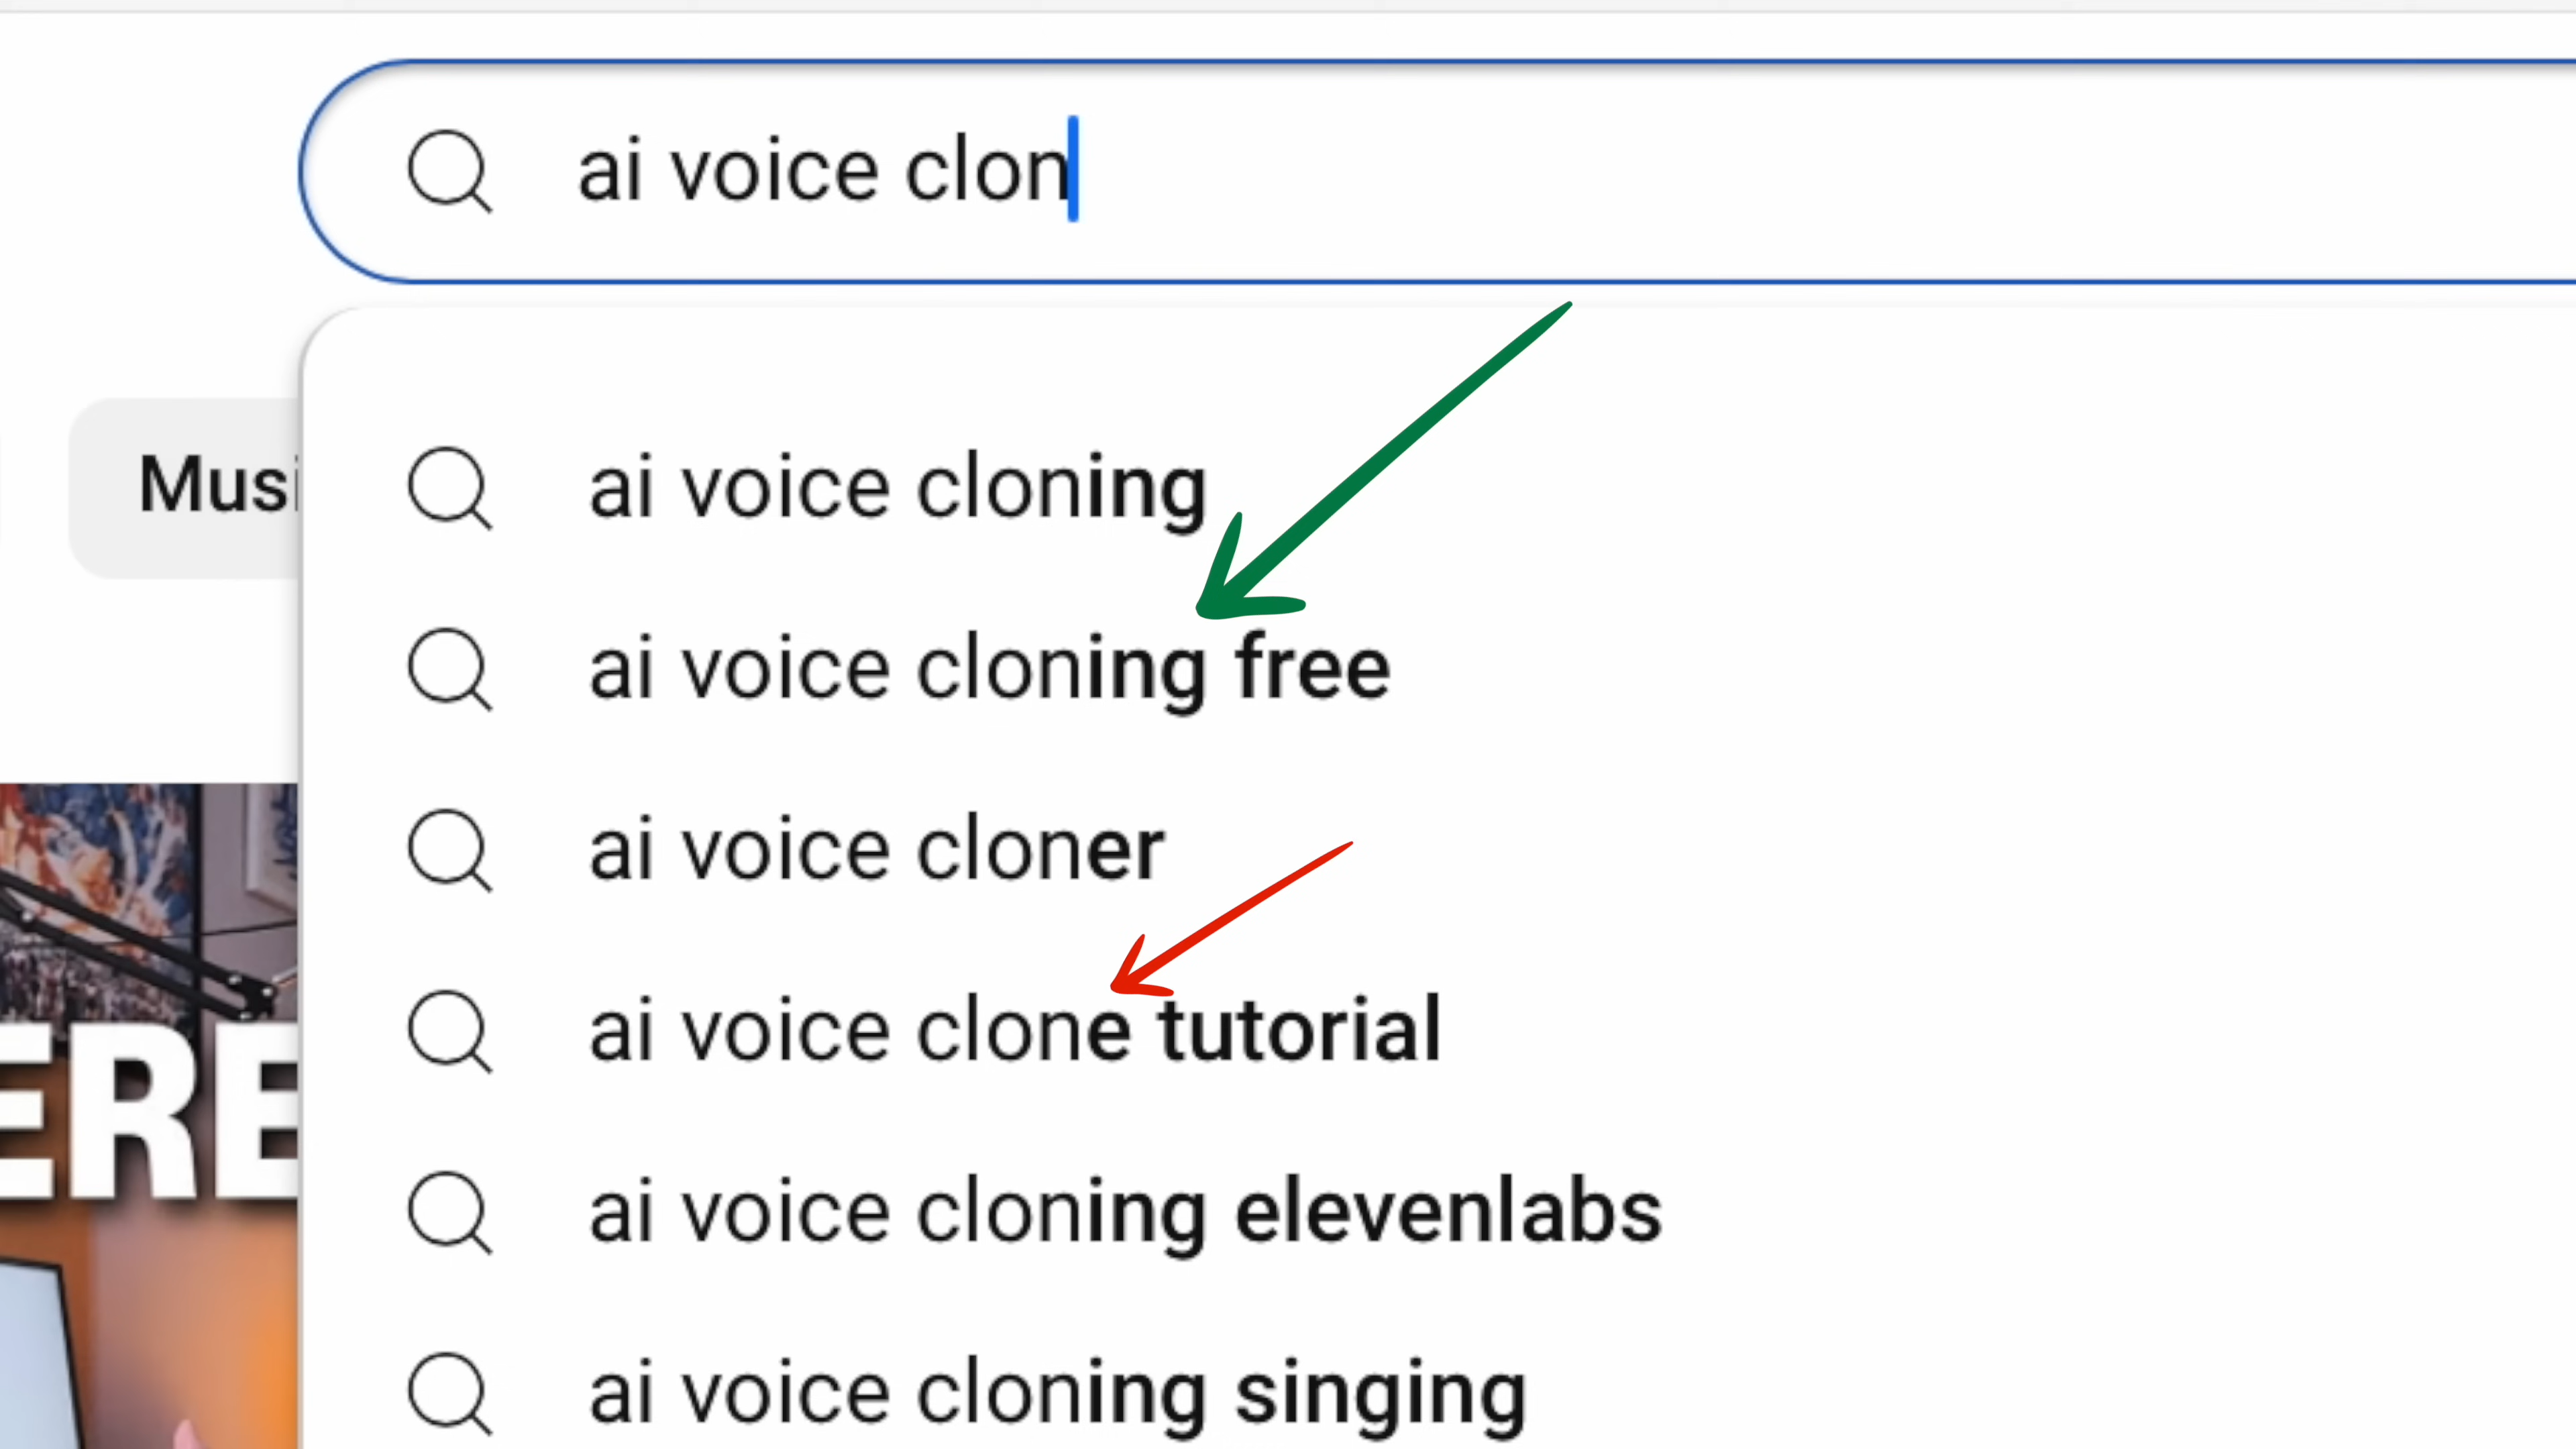 ai voice clon
Musi
ai voice cloning
ai voice cloning free
ai voice cloner
ai voice clone tutorial
ERE
ai voice cloning elevenlabs
ai voice cloning singing